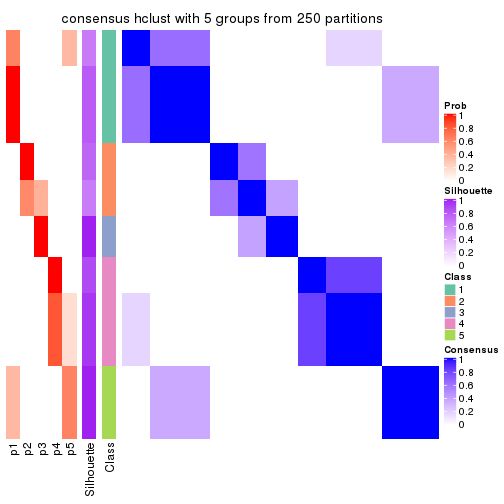 consensus hclust with 5 groups from 250 partitions
Prob
1
0.8
0.6
0.4
0.2
0
Silhouette
1
0.8
0.6
0.4
0.2
0
Class
1
2
3
4
5
Consensus
1
0.8
0.6
0.4
0.2
0
p1
p2
p3
p4
p5
Silhouette
Class